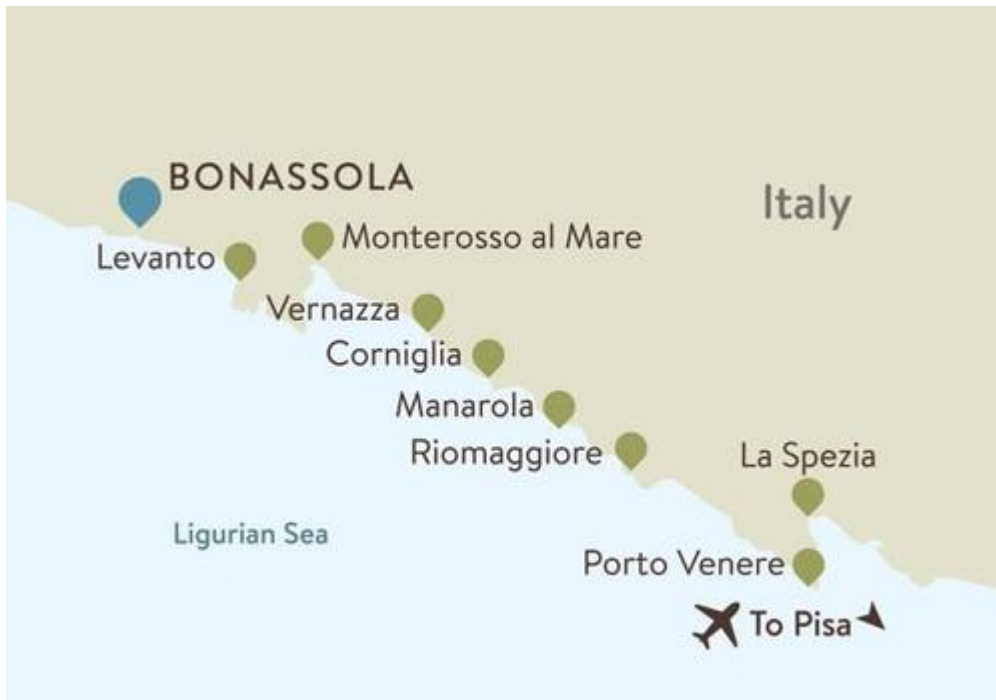 BONASSOLA
Italy
Monterosso al Mare
Levanto
Vernazza
Corniglia
Manarola
Riomaggiore
La Spezia
Ligurian Sea
Porto Venere
To Pisa